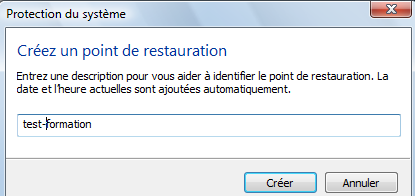 Protection du système
Créez un point de restauration
Entrez une description pour vous aider à identifier le point de restauration. La
date et l'heure actuelles sont ajoutées automatiquement.
test-formation
Créer
Annuler